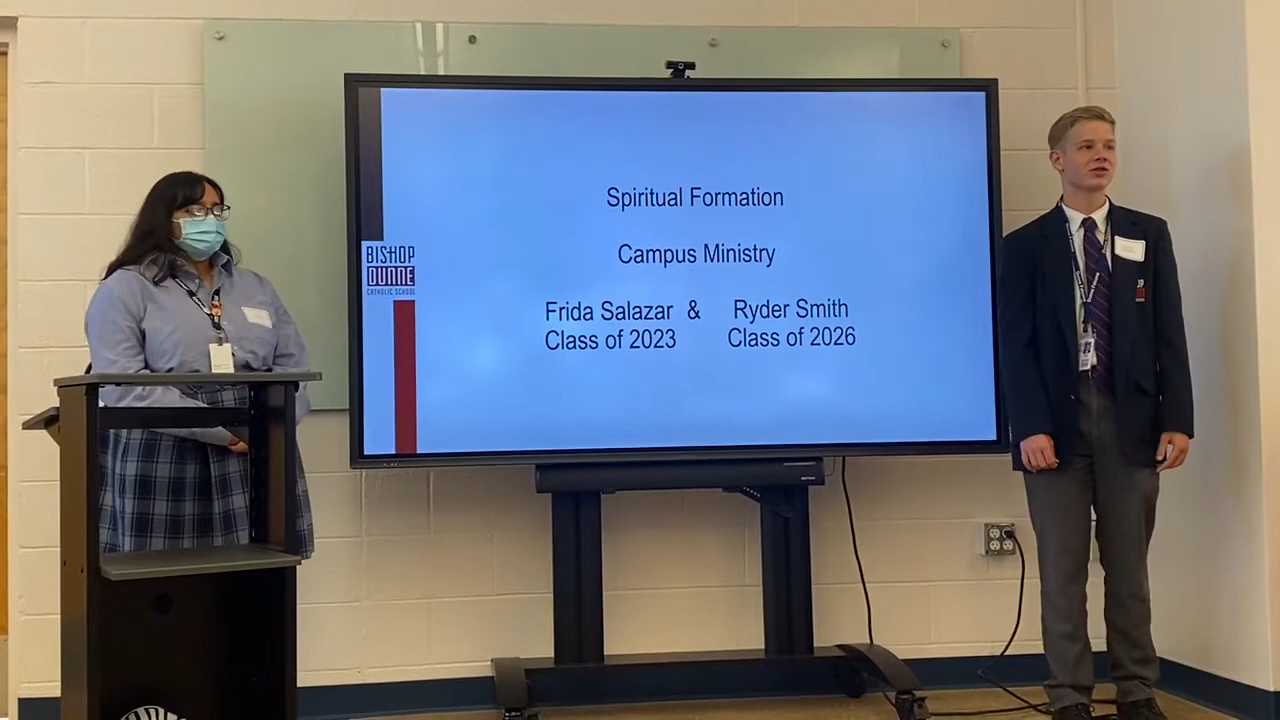 Spiritual Formation
Campus Ministry
Frida Salazar & Ryder Smith
Class of 2023 Class of 2026
BISHOP
DUNNE
CATHOLIC SCHOOL